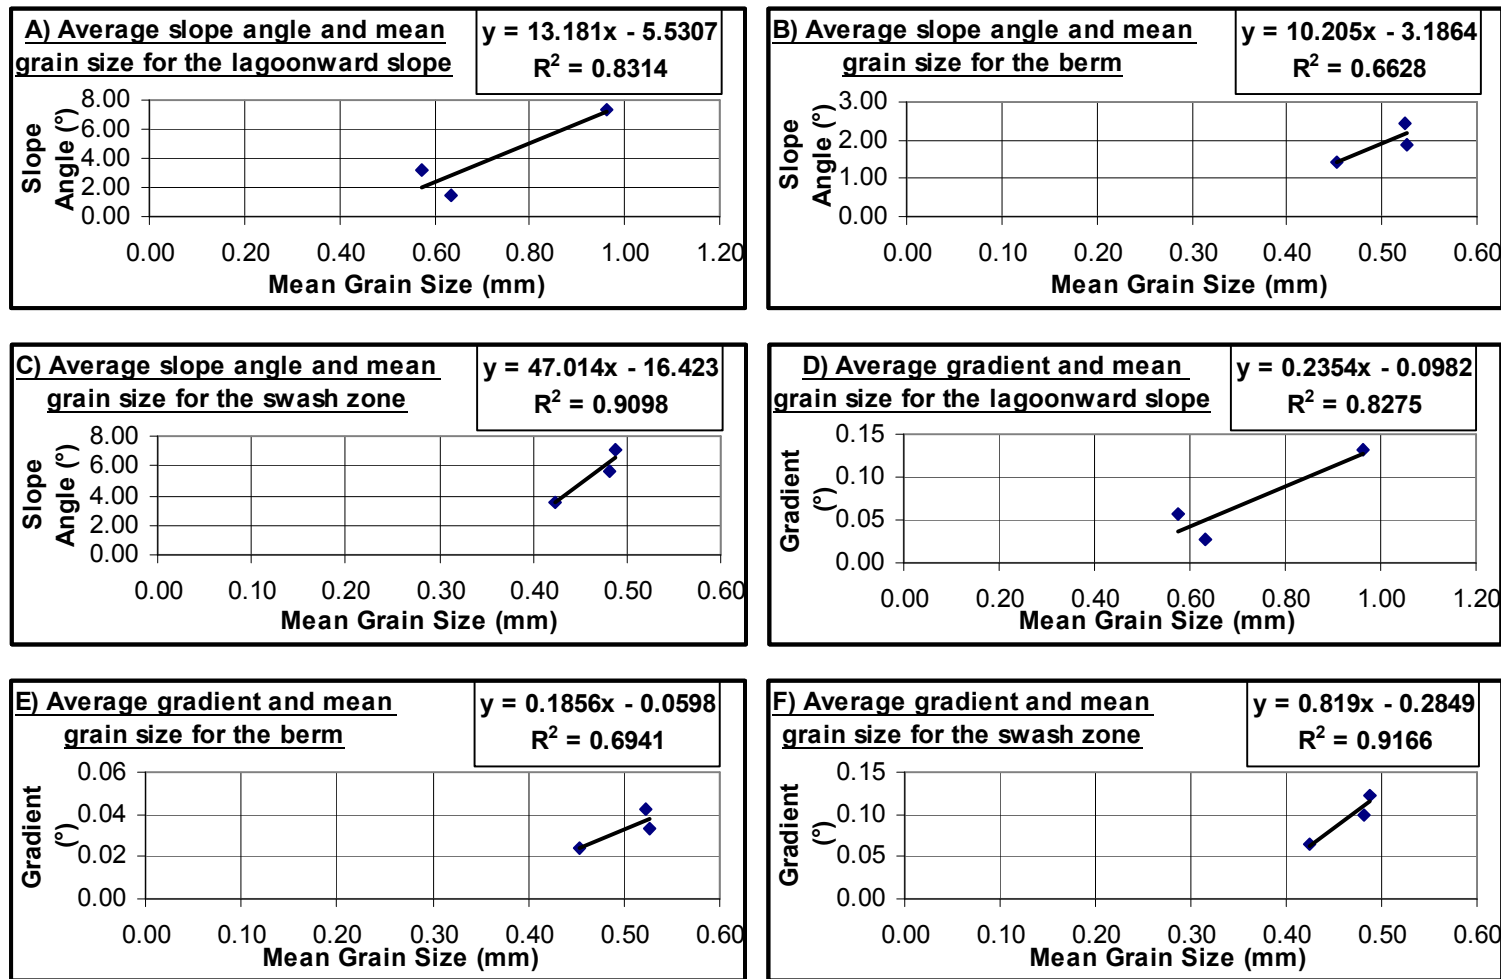 A) Average slope angle and mean
grain size for the lagoonward slope
y = 13.181x - 5.5307
R² = 0.8314
Slope
Angle (°)
8.00
6.00
4.00
2.00
0.00
0.00 0.20 0.40 0.60 0.80 1.00 1.20
Mean Grain Size (mm)
B) Average slope angle and mean
grain size for the berm
y = 10.205x - 3.1864
R² = 0.6628
Slope
Angle (°)
3.00
2.00
1.00
0.00
0.00 0.10 0.20 0.30 0.40 0.50 0.60
Mean Grain Size (mm)
C) Average slope angle and mean
grain size for the swash zone
y = 47.014x - 16.423
R² = 0.9098
Slope
Angle (°)
8.00
6.00
4.00
2.00
0.00
0.00 0.10 0.20 0.30 0.40 0.50 0.60
Mean Grain Size (mm)
D) Average gradient and mean
grain size for the lagoonward slope
y = 0.2354x - 0.0982
R² = 0.8275
Gradient
(°)
0.15
0.10
0.05
0.00
0.00 0.20 0.40 0.60 0.80 1.00 1.20
Mean Grain Size (mm)
E) Average gradient and mean
grain size for the berm
y = 0.1856x - 0.0598
R² = 0.6941
Gradient
(°)
0.06
0.04
0.02
0.00
0.00 0.10 0.20 0.30 0.40 0.50 0.60
Mean Grain Size (mm)
F) Average gradient and mean
grain size for the swash zone
y = 0.819x - 0.2849
R² = 0.9166
Gradient
(°)
0.15
0.10
0.05
0.00
0.00 0.10 0.20 0.30 0.40 0.50 0.60
Mean Grain Size (mm)